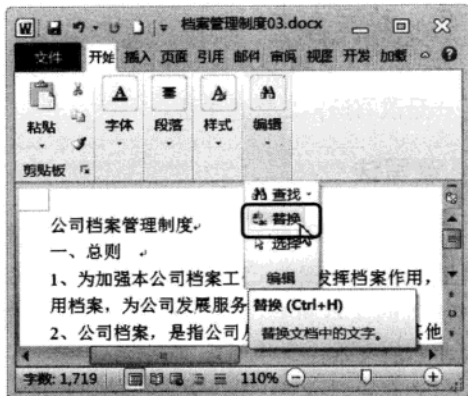 W 档案管理制度03.docx
文件 开始 插入 页面 引用 邮件 审阅 视图 开发 加载
粘贴 字体 段落 样式 编辑
剪贴板
查找
替换
选择
编辑
公司档案管理制度
一、总则
1、为加强本公司档案工 发挥档案作用，
用档案，为公司发展服务
2、公司档案，是指公司 其他
替换 (Ctrl+H)
替换文档中的文字。
字数: 1,719 110%